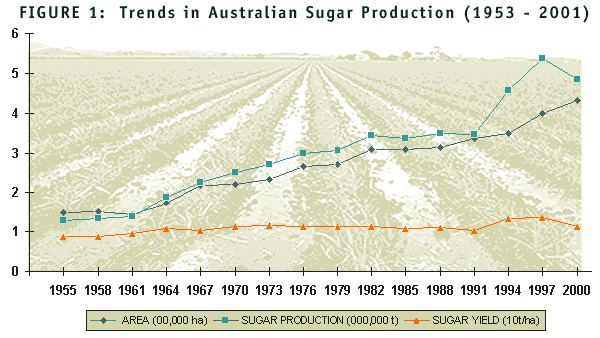 FIGURE 1: Trends in Australian Sugar Production (1953 - 2001)
6
5
4
3
2
1
0
1955 1958 1961 1964 1967 1970 1973 1976 1979 1982 1985 1988 1991 1994 1997 2000
AREA (00,000 ha) SUGAR PRODUCTION (000,000 t) SUGAR YIELD (10t/ha)